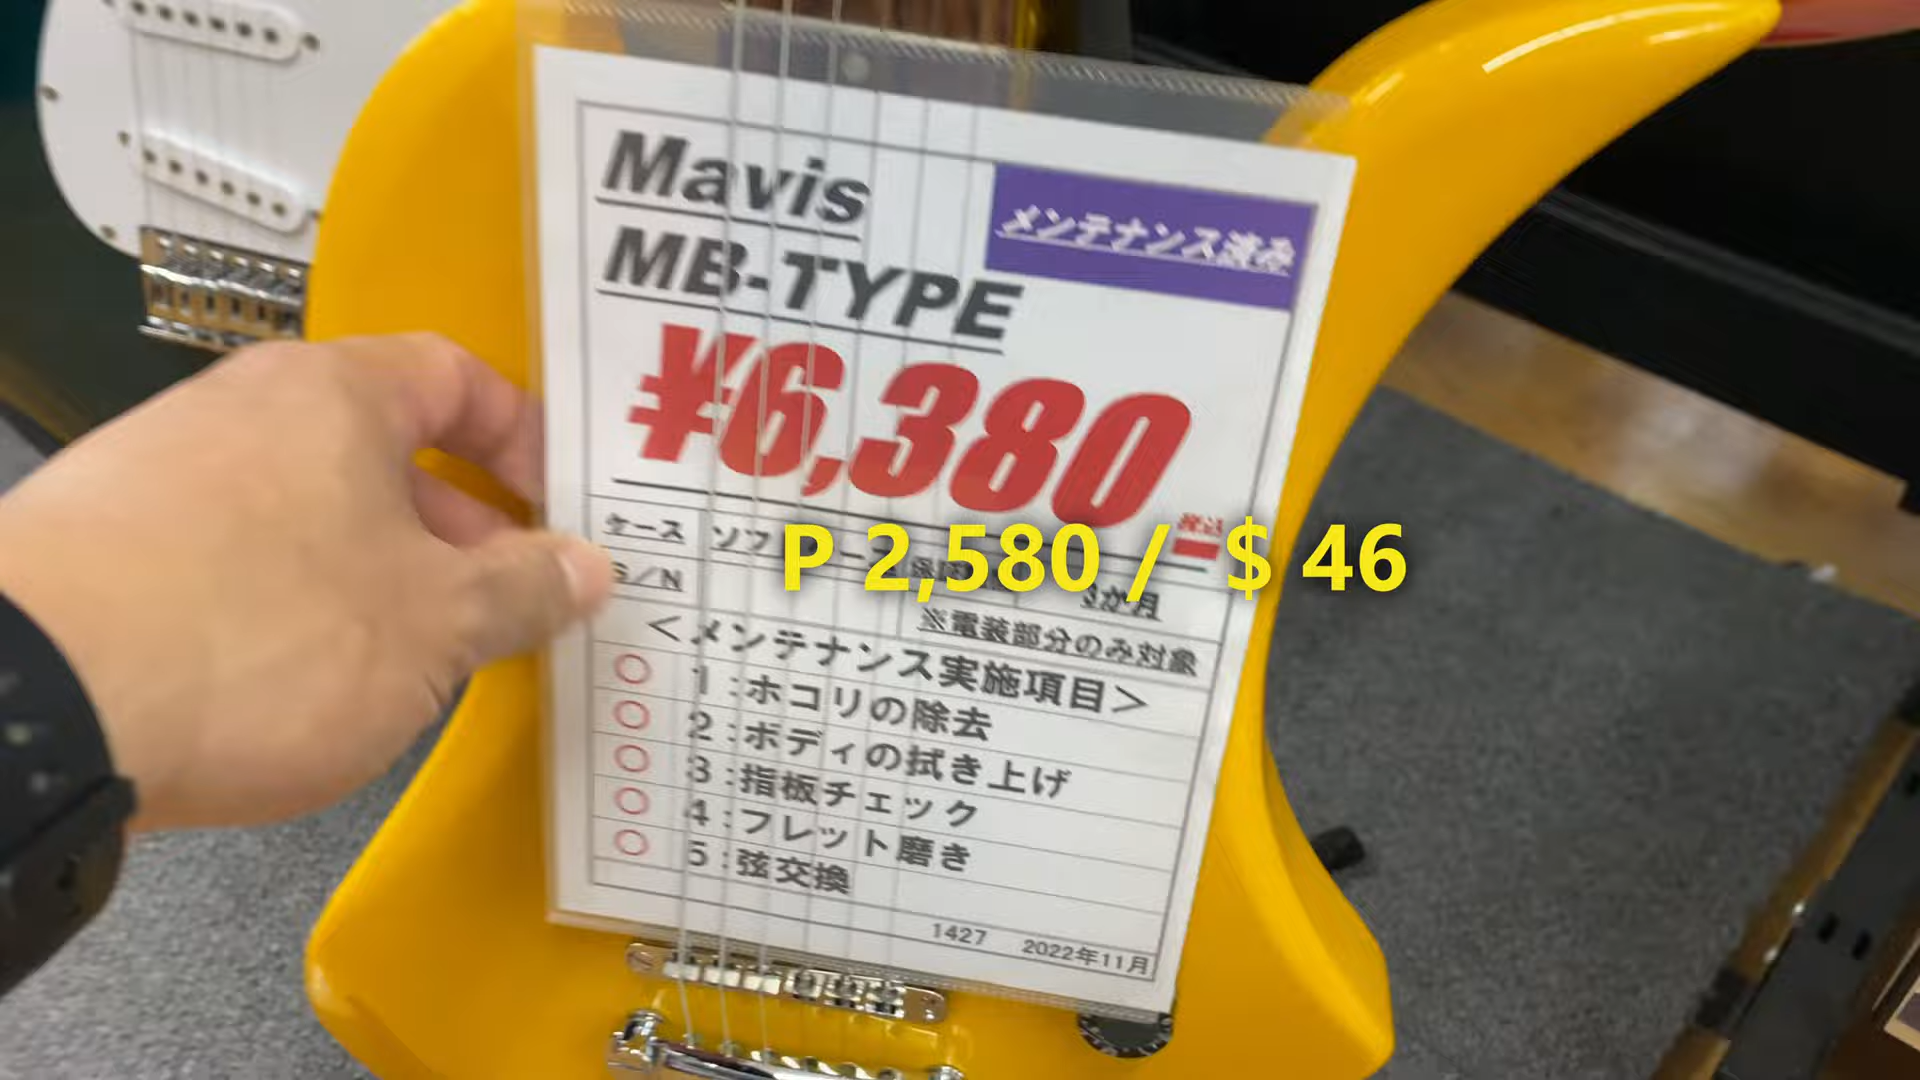 Mavis
メンテナンス済み
MB-TYPE
¥6,380
税込
P 2,580 / $ 46
ケース ソフ
S/N 3か月
※電装部分のみ対象
＜メンテナンス実施項目＞
○ 1:ホコリの除去
○ 2:ボディの拭き上げ
○ 3:指板チェック
○ 4:フレット磨き
○ 5:弦交換
1427 2022年11月